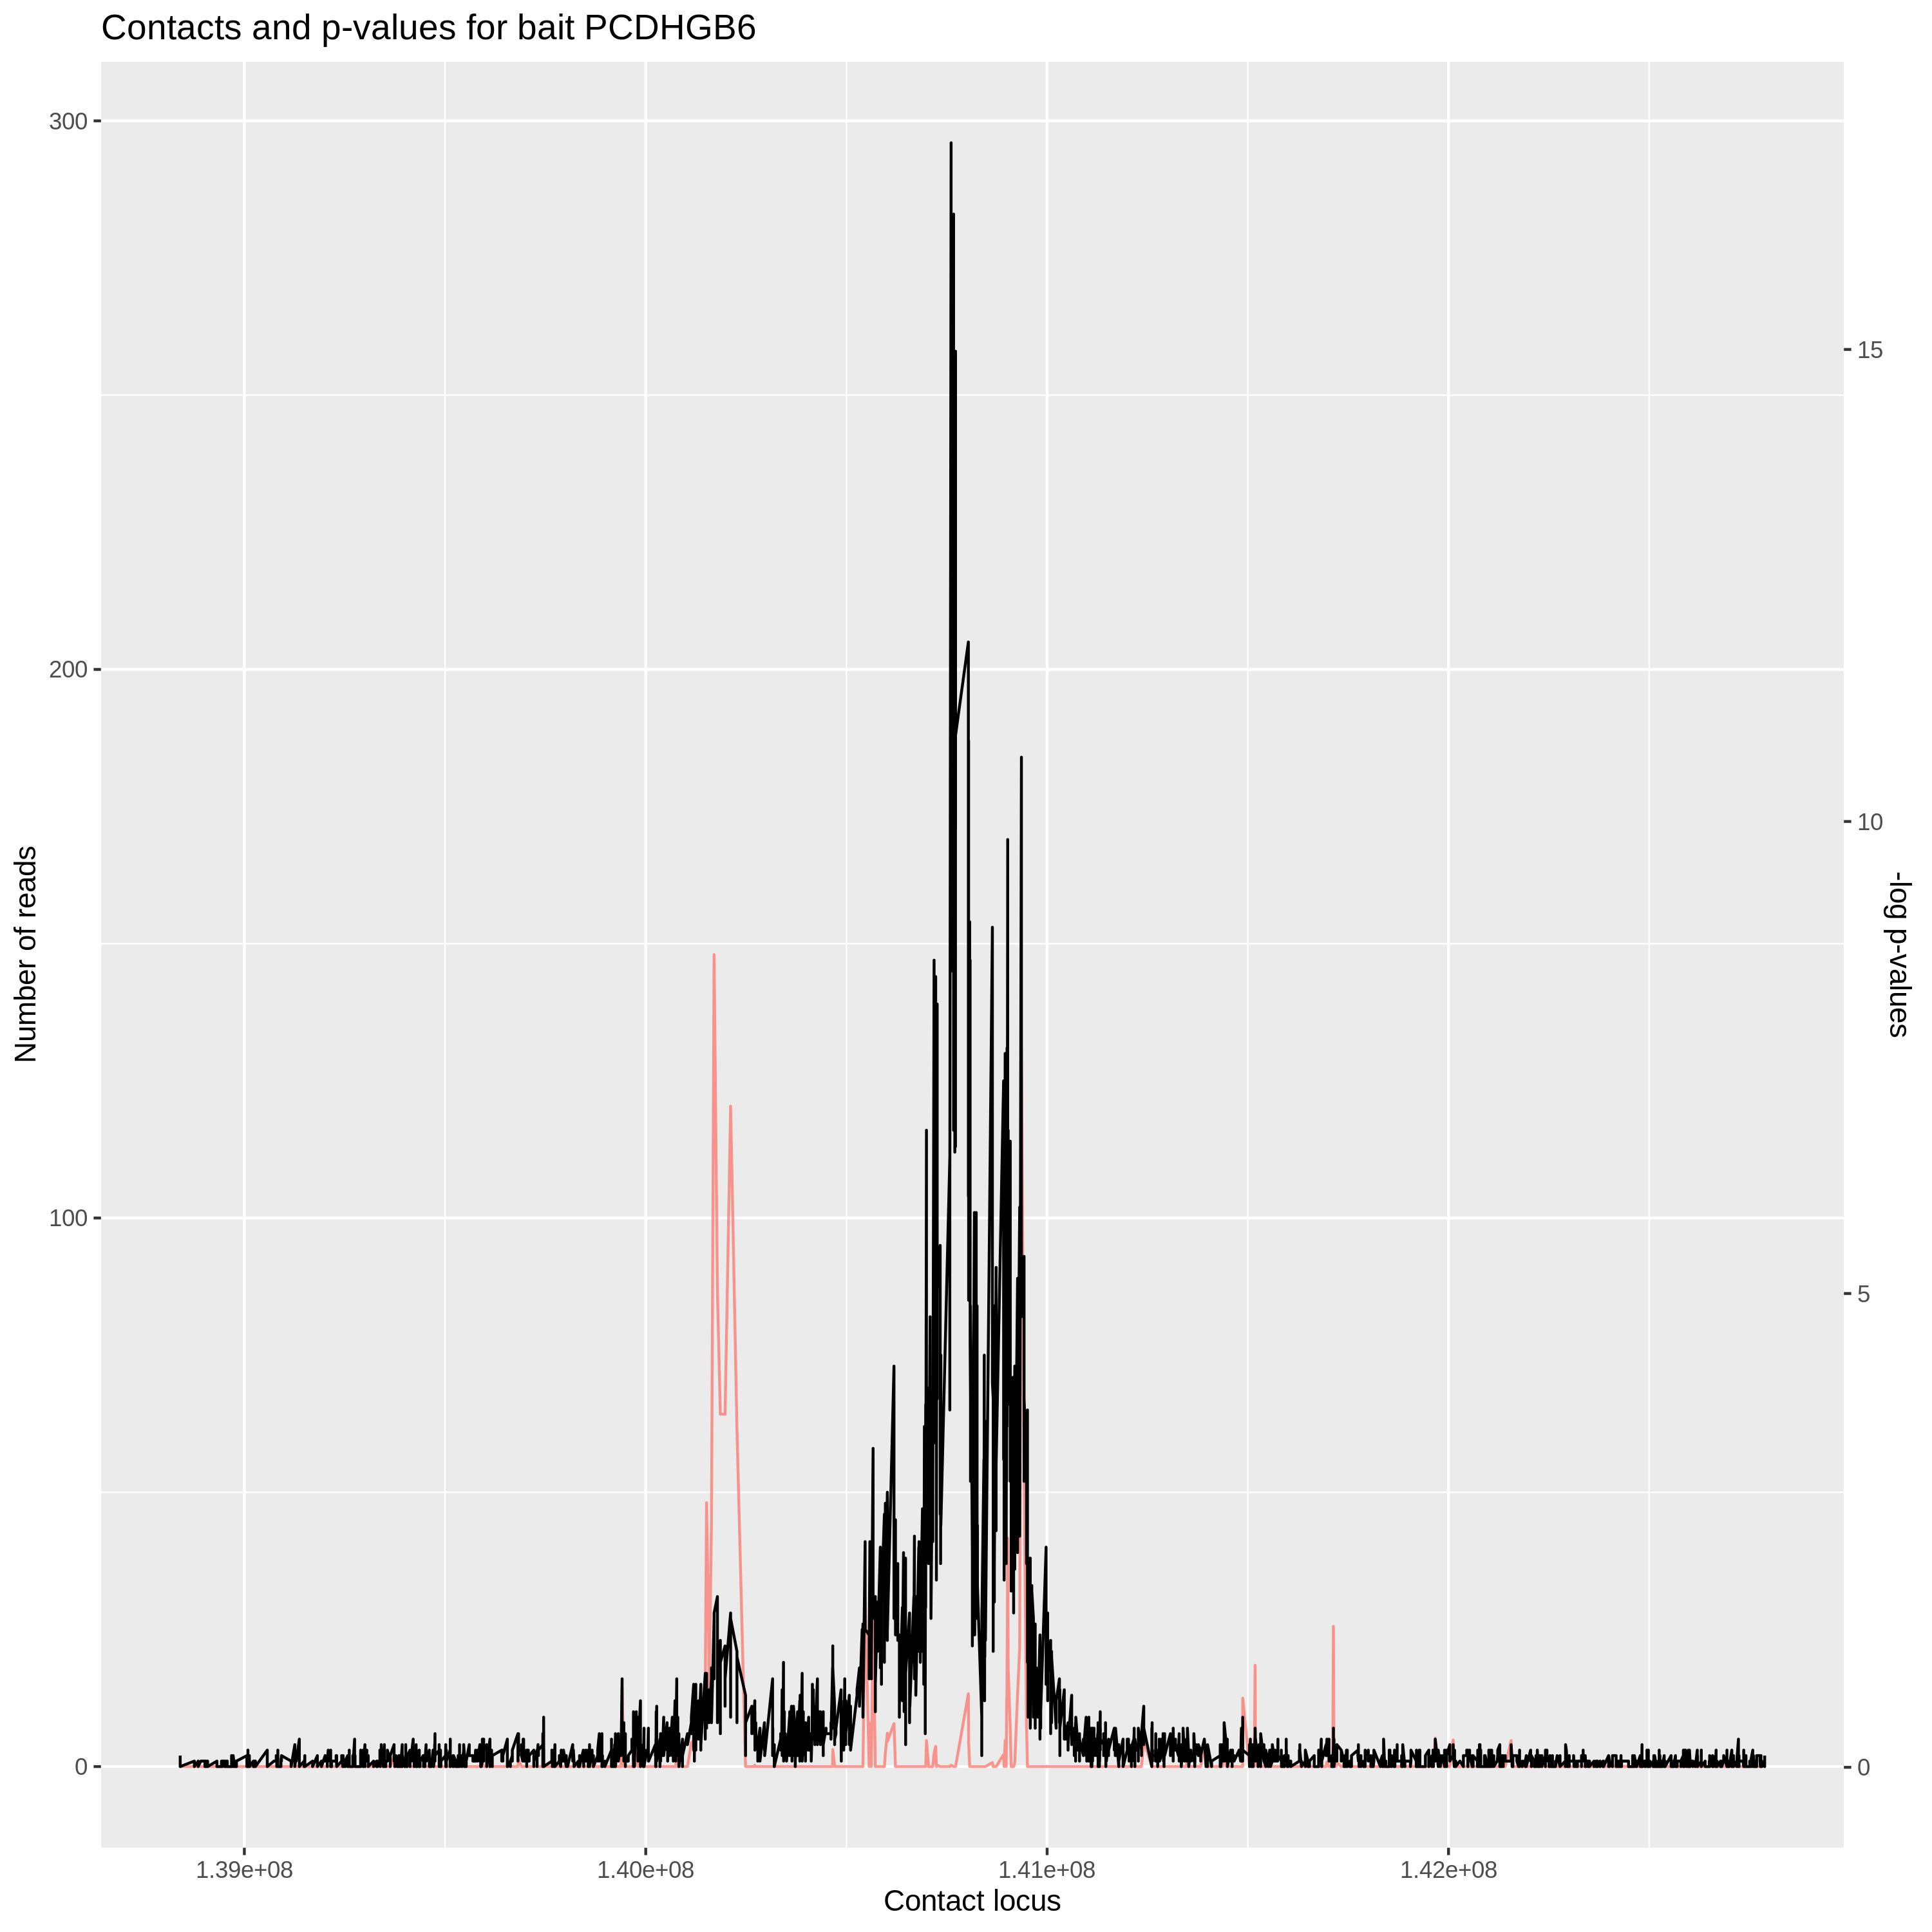 Contacts and p-values for bait PCDHGB6
300
200
100
0
Number of reads
15
10
5
0
-log p-values
1.39e+08 1.40e+08 1.41e+08 1.42e+08
Contact locus